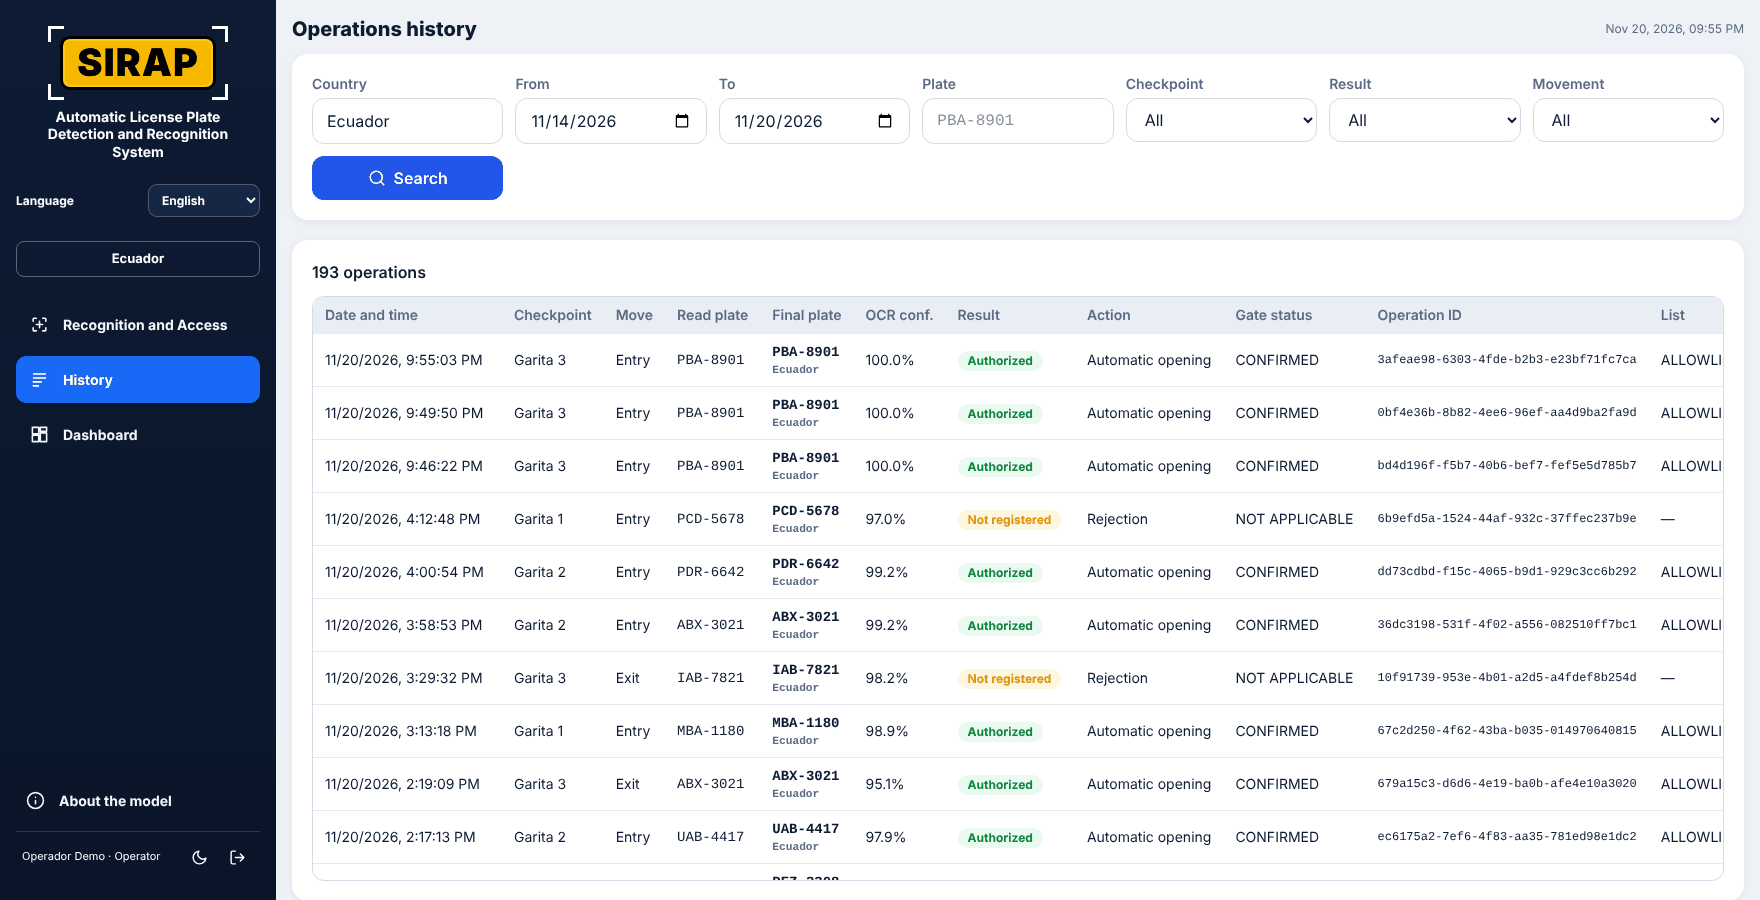 SIRAP
Automatic License Plate
Detection and Recognition
System
Language
English
Ecuador
Recognition and Access
History
Dashboard
About the model
Operador Demo · Operator
Operations history
Nov 20, 2026, 09:55 PM
Country From To Plate Checkpoint Result Movement
Ecuador 11/14/2026 11/20/2026 PBA-8901 All All All
Search
193 operations
Date and time Checkpoint Move Read plate Final plate OCR conf. Result Action Gate status Operation ID List
11/20/2026, 9:55:03 PM Garita 3 Entry PBA-8901 PBA-8901 100.0% Authorized Automatic opening CONFIRMED 3afeae98-6303-4fde-b2b3-e23bf71fc7ca ALLOWLI
Ecuador
11/20/2026, 9:49:50 PM Garita 3 Entry PBA-8901 PBA-8901 100.0% Authorized Automatic opening CONFIRMED 0bf4e36b-8b82-4ee6-96ef-aa4d9ba2fa9d ALLOWLI
Ecuador
11/20/2026, 9:46:22 PM Garita 3 Entry PBA-8901 PBA-8901 100.0% Authorized Automatic opening CONFIRMED bd4d196f-f5b7-40b6-bef7-fef5e5d785b7 ALLOWLI
Ecuador
11/20/2026, 4:12:48 PM Garita 1 Entry PCD-5678 PCD-5678 97.0% Not registered Rejection NOT APPLICABLE 6b9efd5a-1524-44af-932c-37ffec237b9e —
Ecuador
11/20/2026, 4:00:54 PM Garita 2 Entry PDR-6642 PDR-6642 99.2% Authorized Automatic opening CONFIRMED dd73cdbd-f15c-4065-b9d1-929c3cc6b292 ALLOWLI
Ecuador
11/20/2026, 3:58:53 PM Garita 2 Entry ABX-3021 ABX-3021 99.2% Authorized Automatic opening CONFIRMED 36dc3198-531f-4f02-a556-082510ff7bc1 ALLOWLI
Ecuador
11/20/2026, 3:29:32 PM Garita 3 Exit IAB-7821 IAB-7821 98.2% Not registered Rejection NOT APPLICABLE 10f91739-953e-4b01-a2d5-a4fdef8b254d —
Ecuador
11/20/2026, 3:13:18 PM Garita 1 Entry MBA-1180 MBA-1180 98.9% Authorized Automatic opening CONFIRMED 67c2d250-4f62-43ba-b035-014970640815 ALLOWLI
Ecuador
11/20/2026, 2:19:09 PM Garita 3 Exit ABX-3021 ABX-3021 95.1% Authorized Automatic opening CONFIRMED 679a15c3-d6d6-4e19-ba0b-afe4e10a3020 ALLOWLI
Ecuador
11/20/2026, 2:17:13 PM Garita 2 Entry UAB-4417 UAB-4417 97.9% Authorized Automatic opening CONFIRMED ec6175a2-7ef6-4f83-aa35-781ed98e1dc2 ALLOWLI
Ecuador